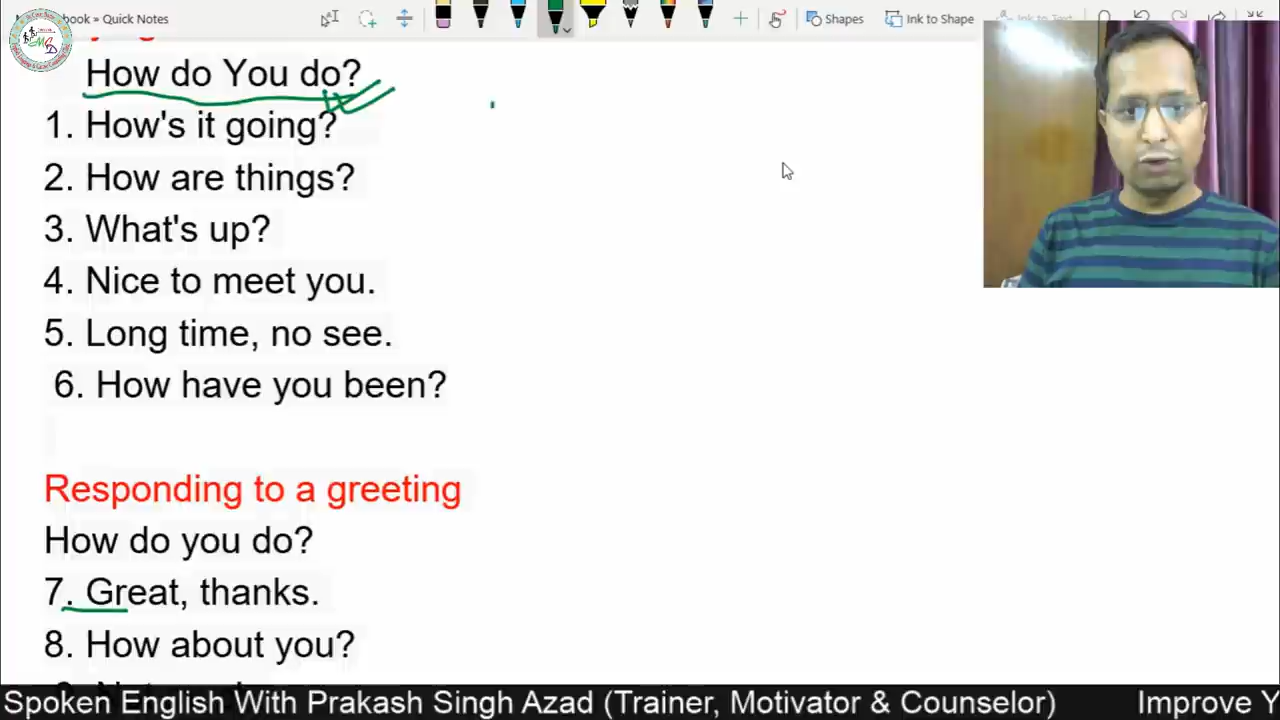 book » Quick Notes
Shapes
Ink to Shape
Ink to Text
How do You do?
1. How's it going?
2. How are things?
3. What's up?
4. Nice to meet you.
5. Long time, no see.
6. How have you been?
Responding to a greeting
How do you do?
7. Great, thanks.
8. How about you?
Spoken English With Prakash Singh Azad (Trainer, Motivator & Counselor)
Improve Y